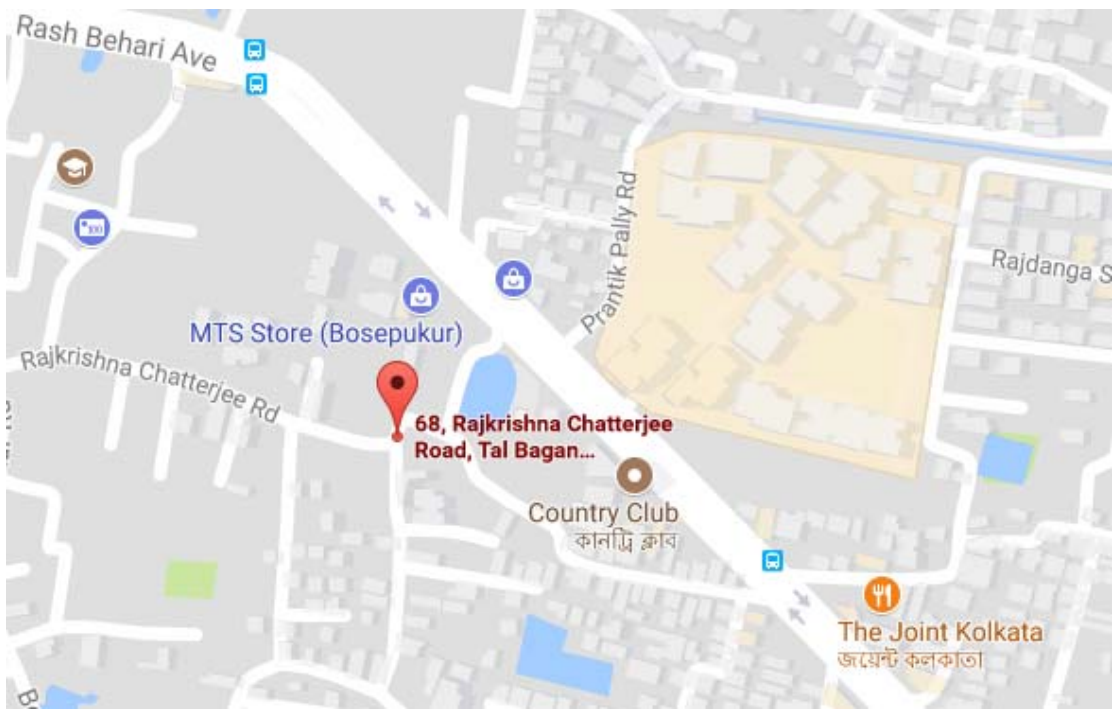 Rash Behari Ave
Prantik Pally Rd
Rajdanga S
MTS Store (Bosepukur)
Rajkrishna Chatterjee Rd
68, Rajkrishna Chatterjee
Road, Tal Bagan...
Country Club
কানট্রি ক্লাব
The Joint Kolkata
জয়েন্ট কলকাতা